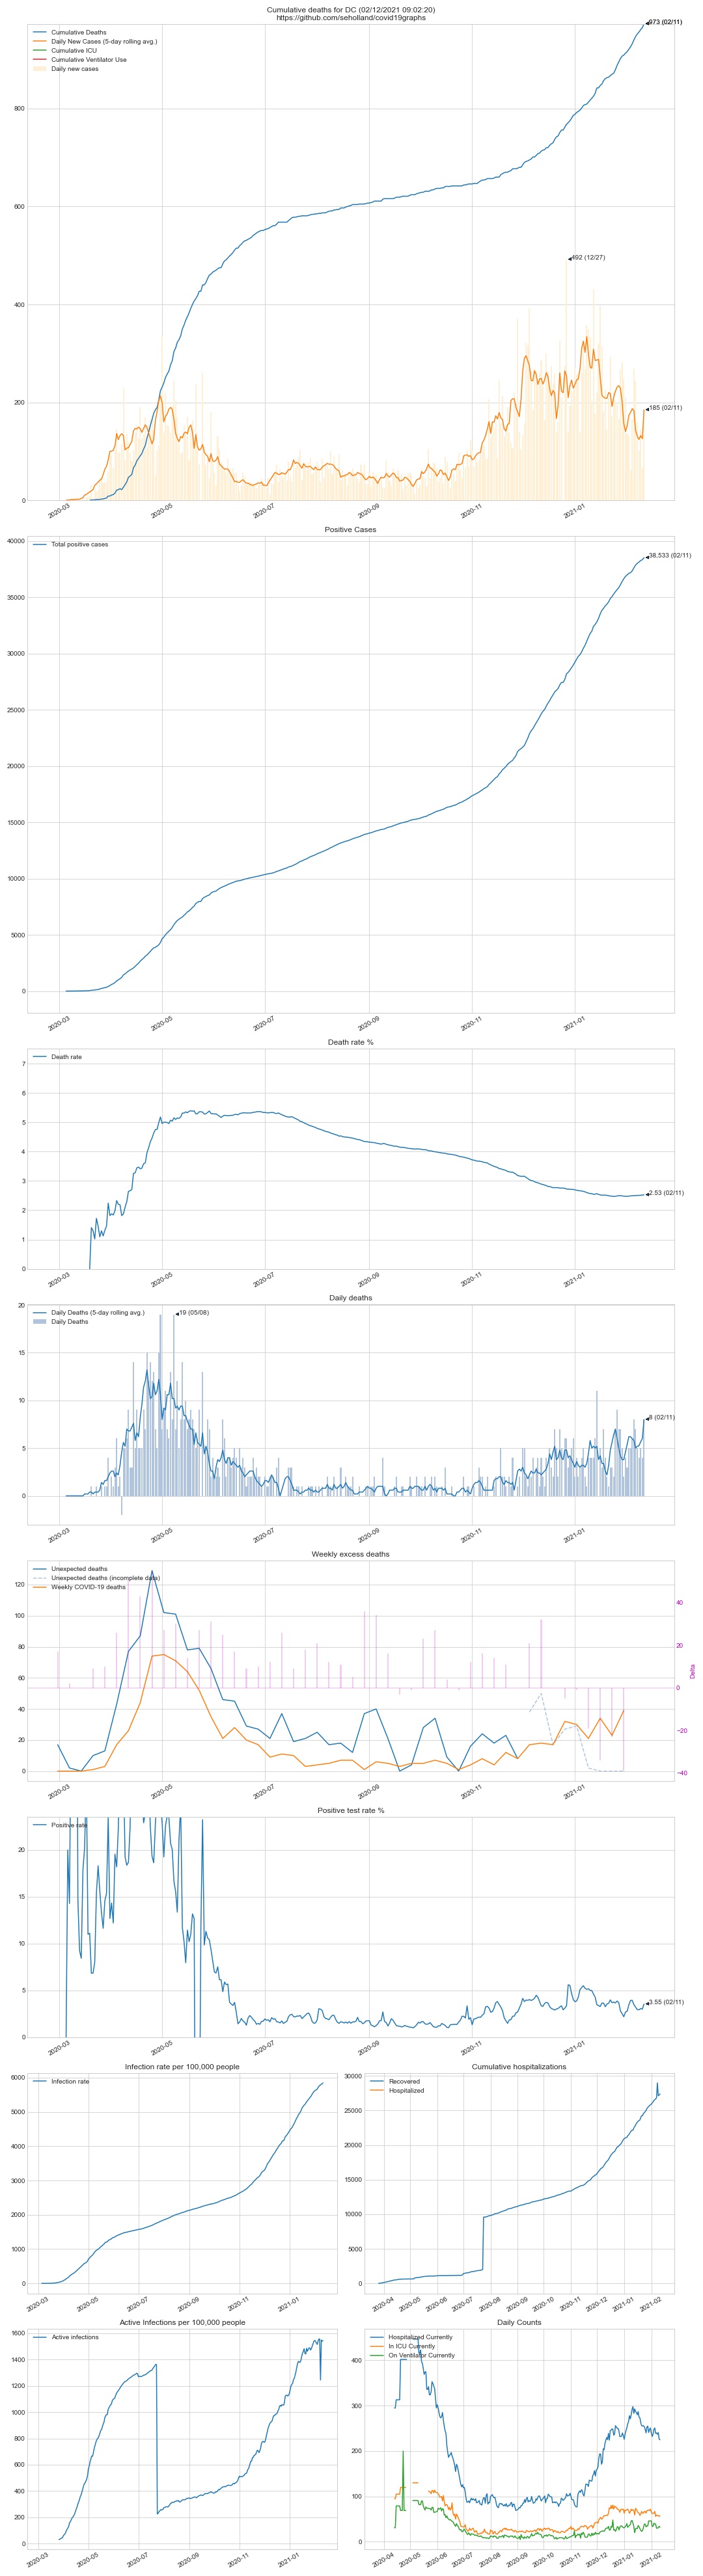 Cumulative deaths for DC (02/12/2021 09:02:20)
https://github.com/seholland/covid19graphs
Cumulative Deaths
Daily New Cases (5-day rolling avg.)
Cumulative ICU
Cumulative Ventilator Use
Daily new cases
(02/11)
800
600
492 (12/27)
400
200
185 (02/11)
0
2020-03 2020-05 2020-07 2020-09 2020-11 2021-01
Positive Cases
Total positive cases
40000
38,533 (02/11)
35000
30000
25000
20000
15000
10000
5000
0
2020-03 2020-05 2020-07 2020-09 2020-11 2021-01
Death rate %
Death rate
7
6
5
4
3
2.53 (02/11)
2
1
0
2020-03 2020-05 2020-07 2020-09 2020-11 2021-01
Daily deaths
Daily Deaths (5-day rolling avg.)
Daily Deaths
20
19 (05/08)
15
10
8 (02/11)
5
0
2020-03 2020-05 2020-07 2020-09 2020-11 2021-01
Weekly excess deaths
Unexpected deaths
Unexpected deaths (incomplete data)
Weekly COVID-19 deaths
120
100
80
60
40
20
0
40
20
0
−20
−40
Delta
2020-03 2020-05 2020-07 2020-09 2020-11 2021-01
Positive test rate %
Positive rate
20
15
10
5
3.55 (02/11)
0
2020-03 2020-05 2020-07 2020-09 2020-11 2021-01
Infection rate per 100,000 people
Infection rate
6000
5000
4000
3000
2000
1000
0
2020-03 2020-05 2020-07 2020-09 2020-11 2021-01
Cumulative hospitalizations
Recovered
Hospitalized
30000
25000
20000
15000
10000
5000
0
2020-04 2020-05 2020-06 2020-07 2020-08 2020-09 2020-10 2020-11 2020-12 2021-01 2021-02
Active Infections per 100,000 people
Active infections
1600
1400
1200
1000
800
600
400
200
0
2020-03 2020-05 2020-07 2020-09 2020-11 2021-01
Daily Counts
Hospitalized Currently
In ICU Currently
On Ventilator Currently
400
300
200
100
0
2020-04 2020-05 2020-06 2020-07 2020-08 2020-09 2020-10 2020-11 2020-12 2021-01 2021-02